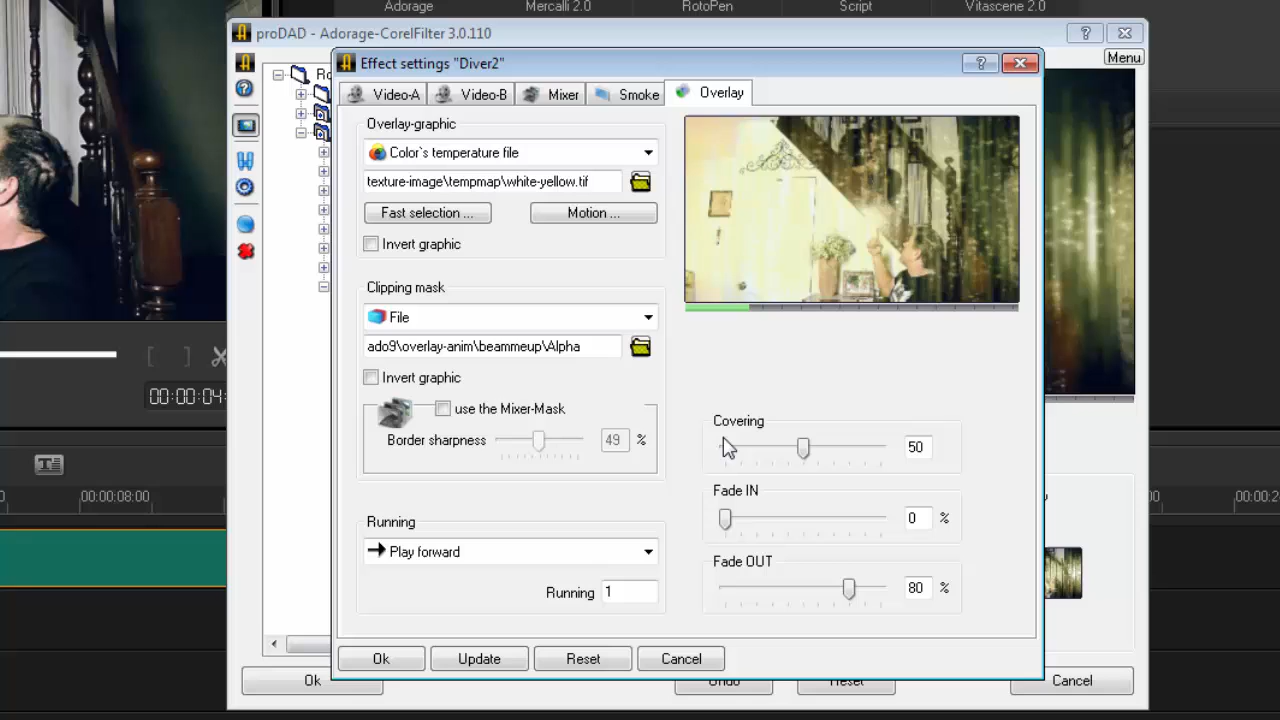 Adorage Mercalli 2.0 RotoPen Script Vitascene 2.0
proDAD - Adorage-CorelFilter 3.0.110
Menu
Effect settings "Diver2"
Video-A Video-B Mixer Smoke Overlay
Overlay-graphic
Color`s temperature file
texture-image\tempmap\white-yellow.tif
Fast selection ... Motion ...
Invert graphic
Clipping mask
File
ado9\overlay-anim\beammeup\Alpha
Invert graphic
use the Mixer-Mask
Border sharpness 49 %
Covering
50
Fade IN
0 %
Fade OUT
80 %
Running
Play forward
Running 1
Ok Update Reset Cancel
Ok Undo Reset Cancel
00:00:04:
00:00:08:00